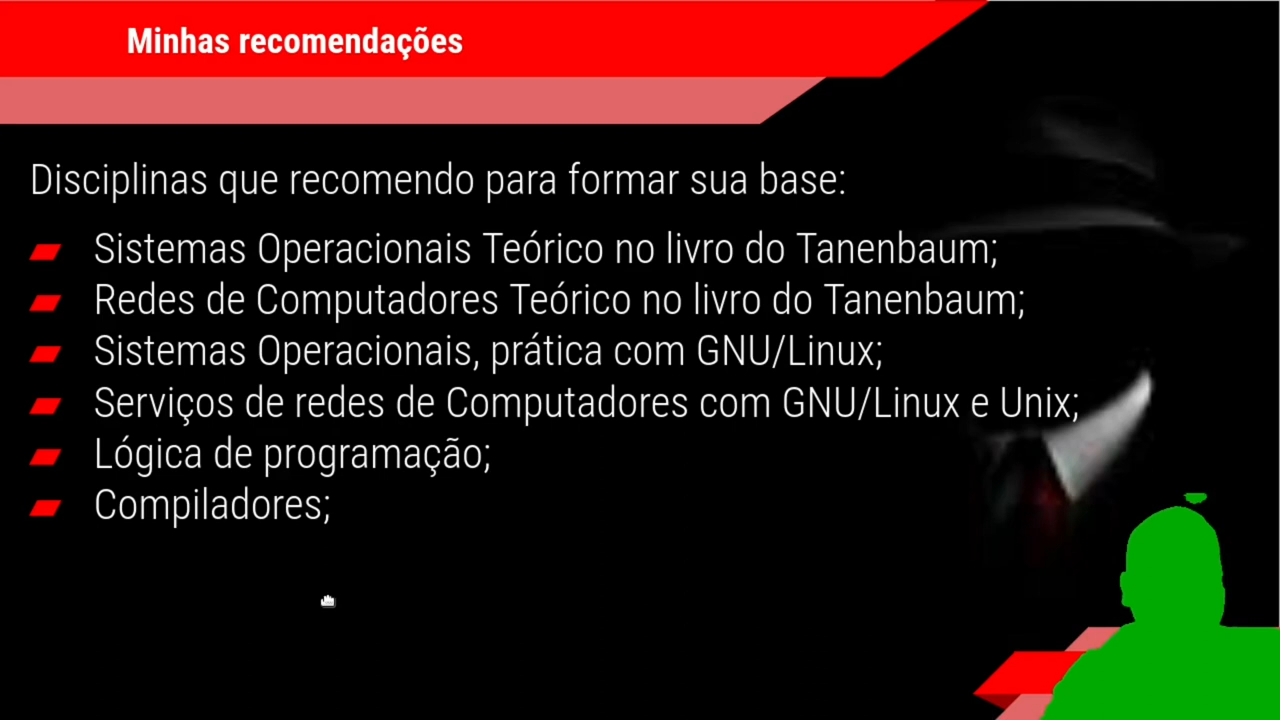 Minhas recomendações
Disciplinas que recomendo para formar sua base:
Sistemas Operacionais Teórico no livro do Tanenbaum;
Redes de Computadores Teórico no livro do Tanenbaum;
Sistemas Operacionais, prática com GNU/Linux;
Serviços de redes de Computadores com GNU/Linux e Unix;
Lógica de programação;
Compiladores;